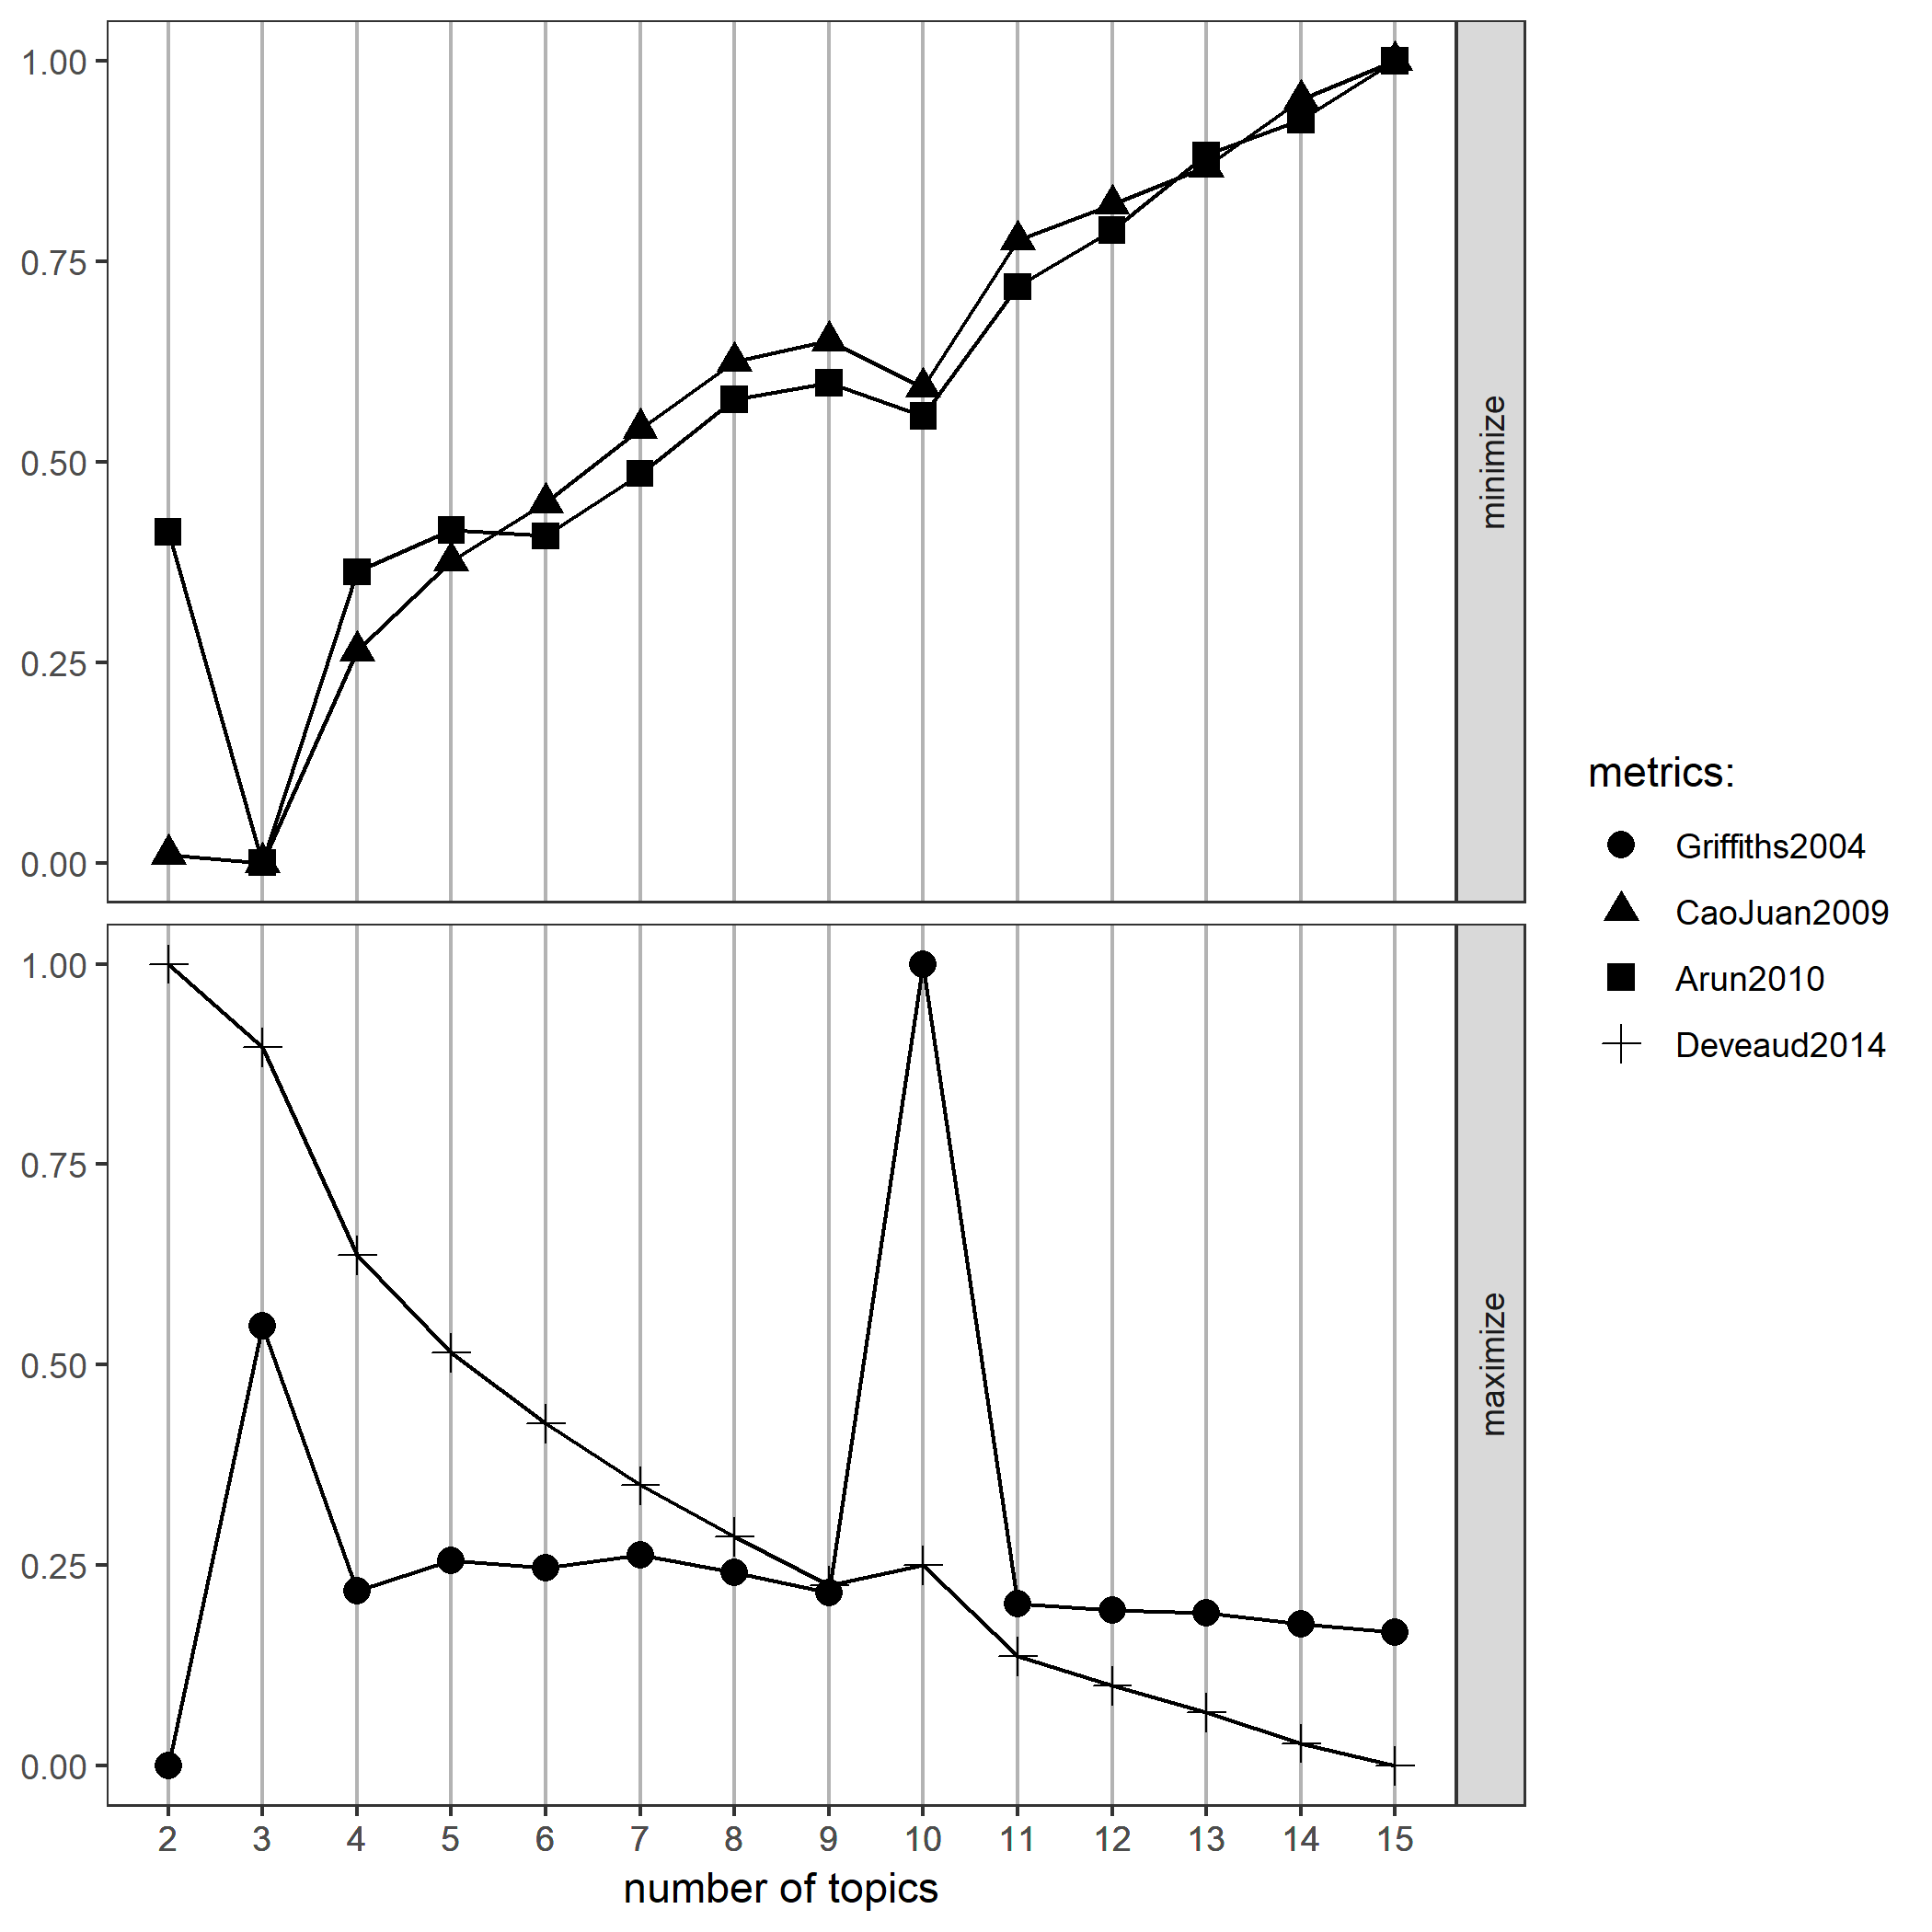 1.00
0.75
0.50
0.25
0.00
minimize
1.00
0.75
0.50
0.25
0.00
maximize
2 3 4 5 6 7 8 9 10 11 12 13 14 15
number of topics
metrics:
Griffiths2004
CaoJuan2009
Arun2010
Deveaud2014